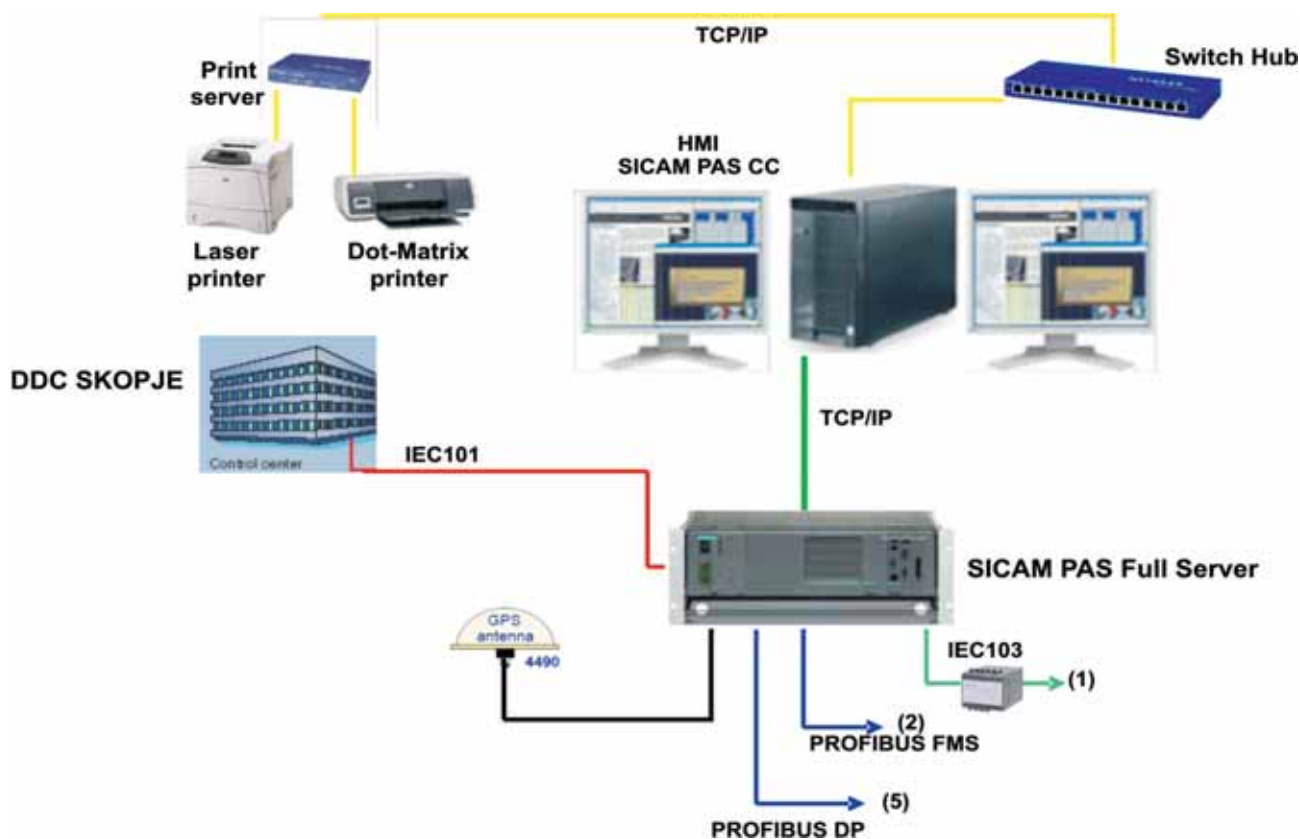 TCP/IP
Switch Hub
Print
server
HMI
SICAM PAS CC
Laser
printer
Dot-Matrix
printer
DDC SKOPJE
Control center
IEC101
TCP/IP
SICAM PAS Full Server
GPS
antenna
4490
IEC103
(1)
(2)
PROFIBUS FMS
(5)
PROFIBUS DP